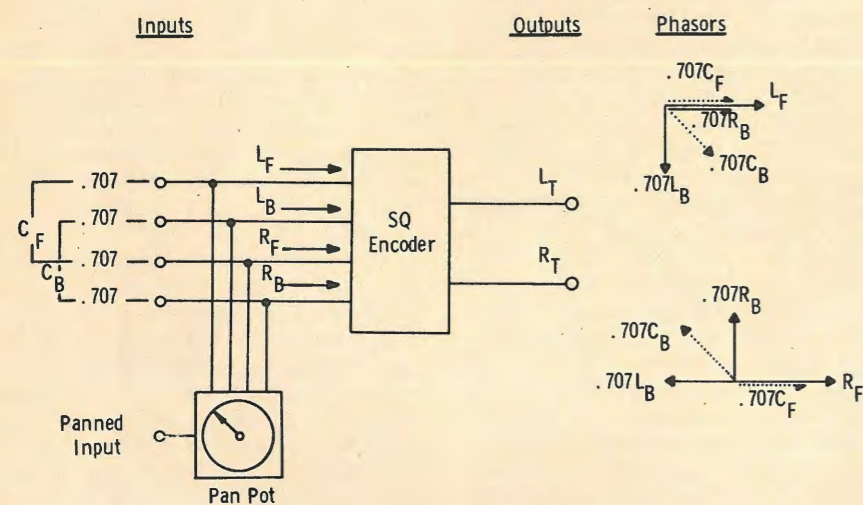 Inputs
Outputs
Phasors
.707C_F
L_F
.707R_B
.707C_B
.707L_B
.707
L_F
L_B
.707
R_F
.707
R_B
.707
C_F
C_B
SQ
Encoder
L_T
R_T
.707R_B
.707C_B
.707L_B
R_F
.707C_F
Panned
Input
Pan Pot